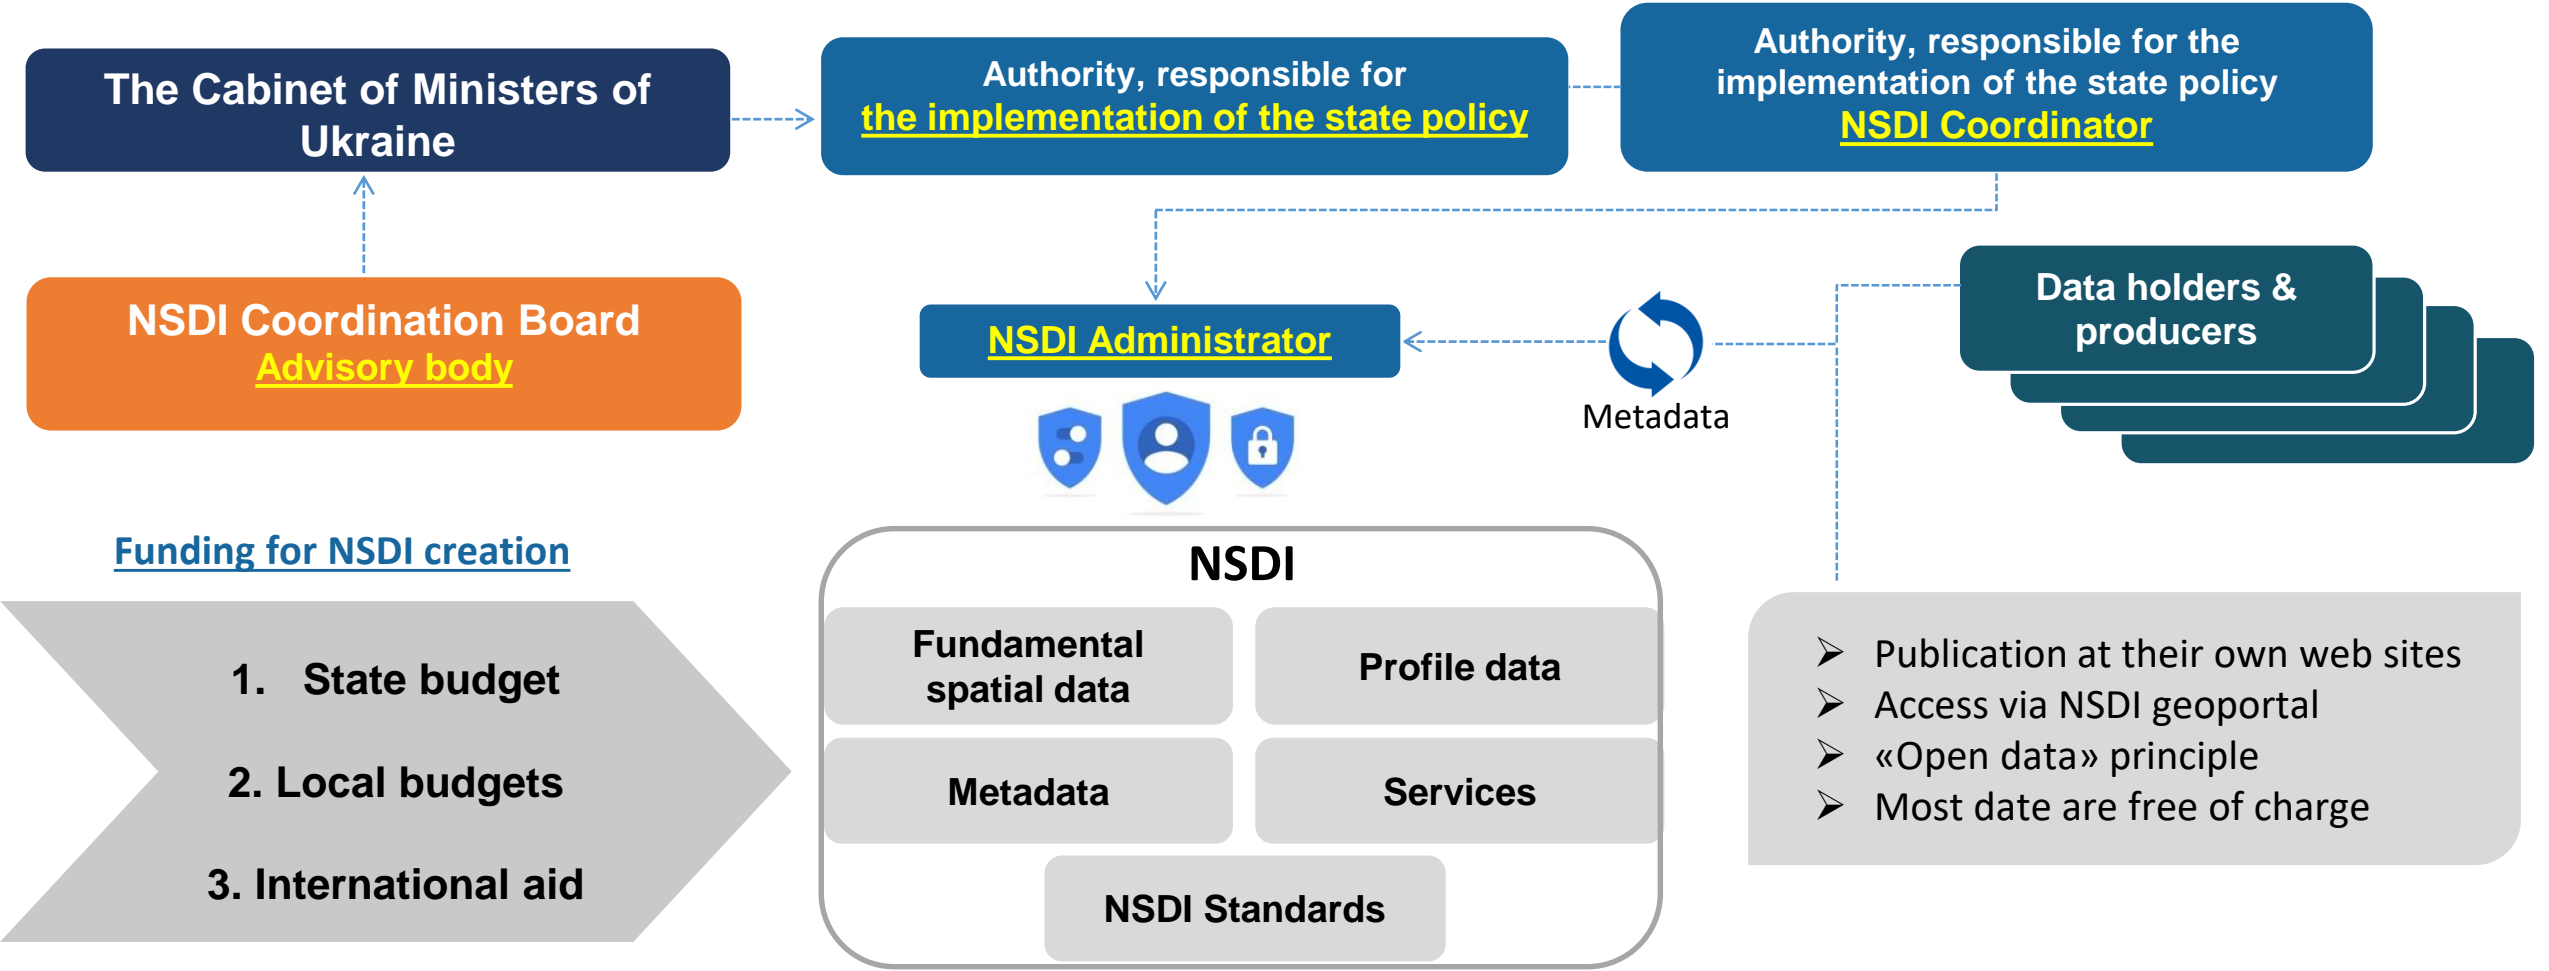 The Cabinet of Ministers of
Ukraine
Authority, responsible for
the implementation of the state policy
Authority, responsible for the
implementation of the state policy
NSDI Coordinator
NSDI Coordination Board
Advisory body
NSDI Administrator
Metadata
Data holders &
producers
Funding for NSDI creation
1. State budget
2. Local budgets
3. International aid
NSDI
Fundamental
spatial data
Profile data
Metadata
Services
NSDI Standards
➢ Publication at their own web sites
➢ Access via NSDI geoportal
➢ «Open data» principle
➢ Most date are free of charge